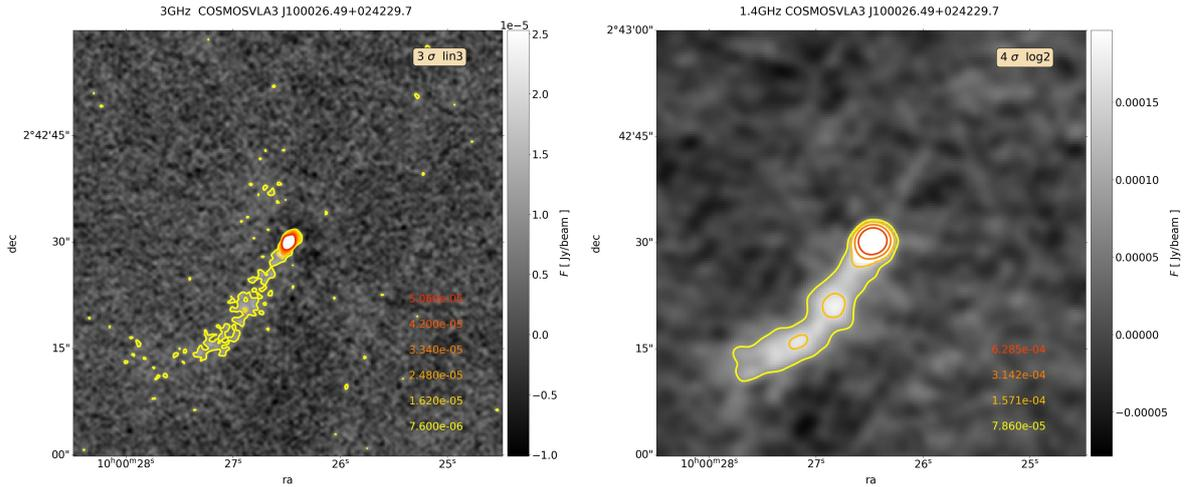 3GHz COSMOSVLA3 J100026.49+024229.7
1e−5
3 σ lin3
2°42'45"
30"
15"
00"
dec
10ʰ00ᵐ28ˢ
27ˢ
26ˢ
25ˢ
ra
5.060e-05
4.200e-05
3.340e-05
2.480e-05
1.620e-05
7.600e-06
2.5
2.0
1.5
1.0
0.5
0.0
−0.5
−1.0
F [ Jy/beam ]
1.4GHz COSMOSVLA3 J100026.49+024229.7
4 σ log2
2°43'00"
42'45"
30"
15"
00"
dec
10ʰ00ᵐ28ˢ
27ˢ
26ˢ
25ˢ
ra
6.285e-04
3.142e-04
1.571e-04
7.860e-05
0.00015
0.00010
0.00005
0.00000
−0.00005
F [ Jy/beam ]